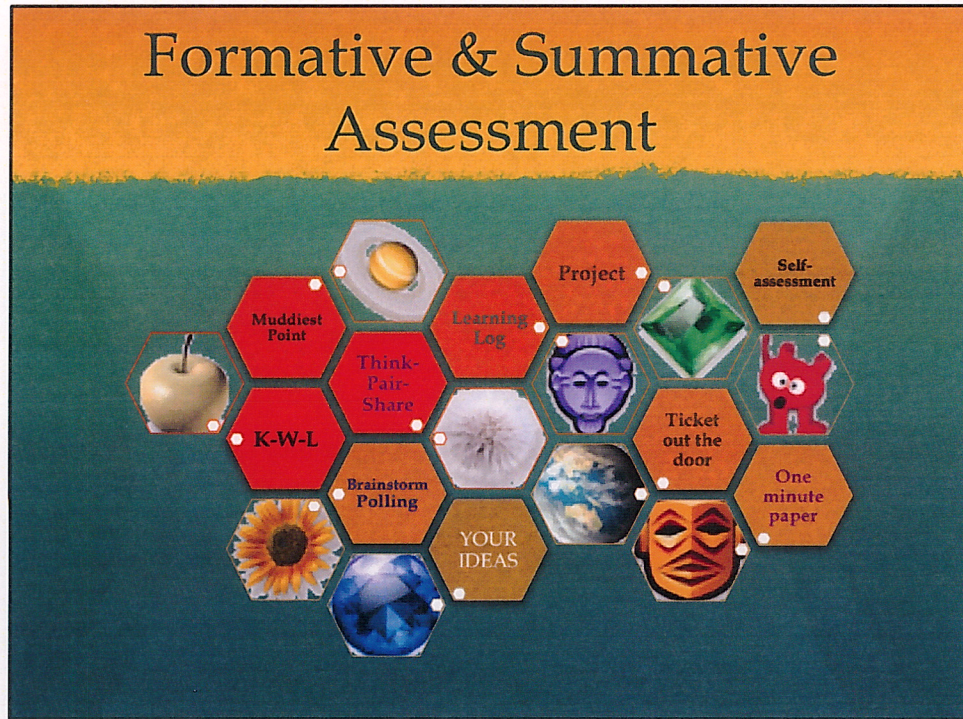 Formative & Summative
Assessment
Project
Self-
assessment
Muddiest
Point
Learning
Log
Think-
Pair-
Share
K-W-L
Ticket
out the
door
Brainstorm
Polling
One
minute
paper
YOUR
IDEAS